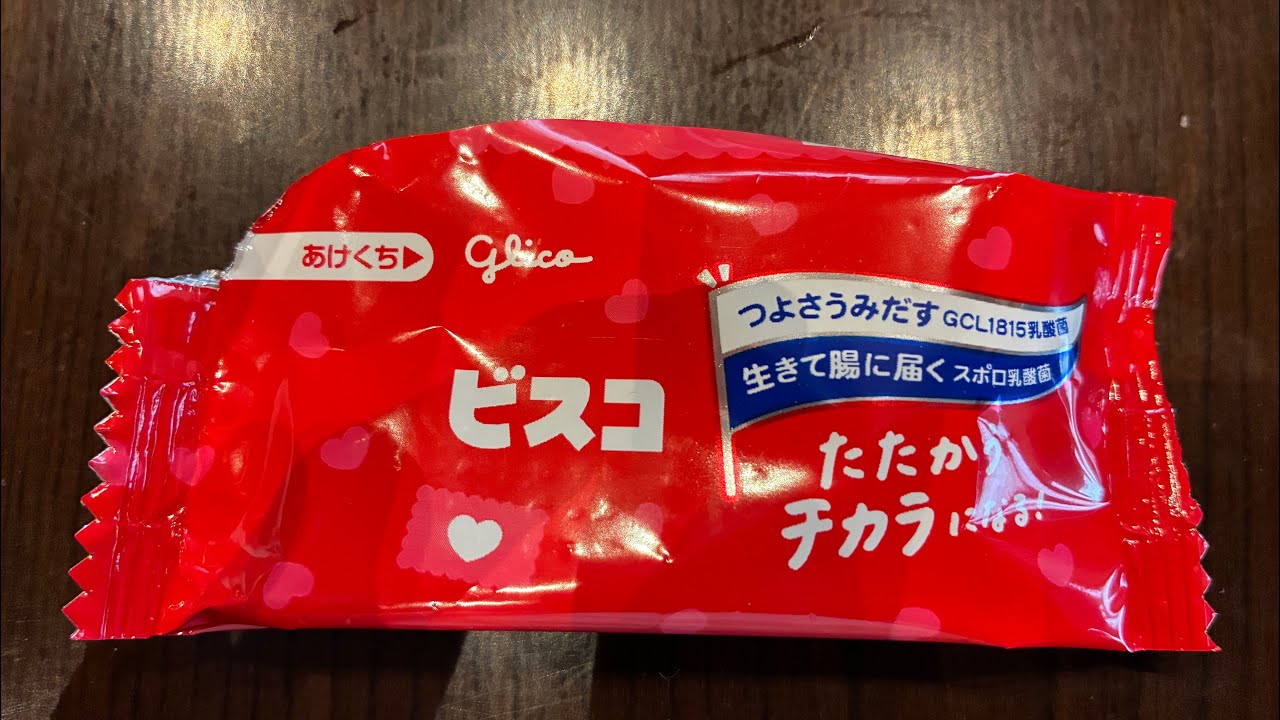 あけくち▶
glico
ビスコ
つよさうみだす GCL1815乳酸菌
生きて腸に届く スポロ乳酸菌
たたかう
チカラになる!